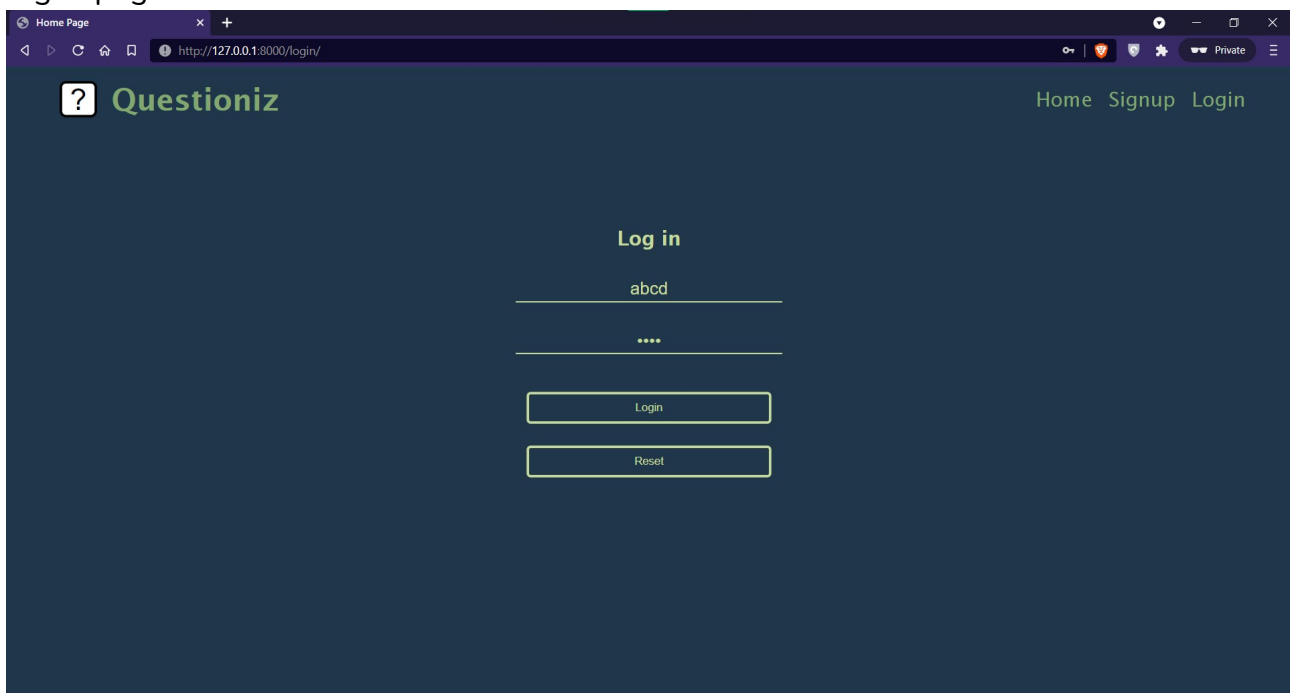 Home Page
http://127.0.0.1:8000/login/
Private
? Questioniz
Home Signup Login
Log in
abcd
••••
Login
Reset